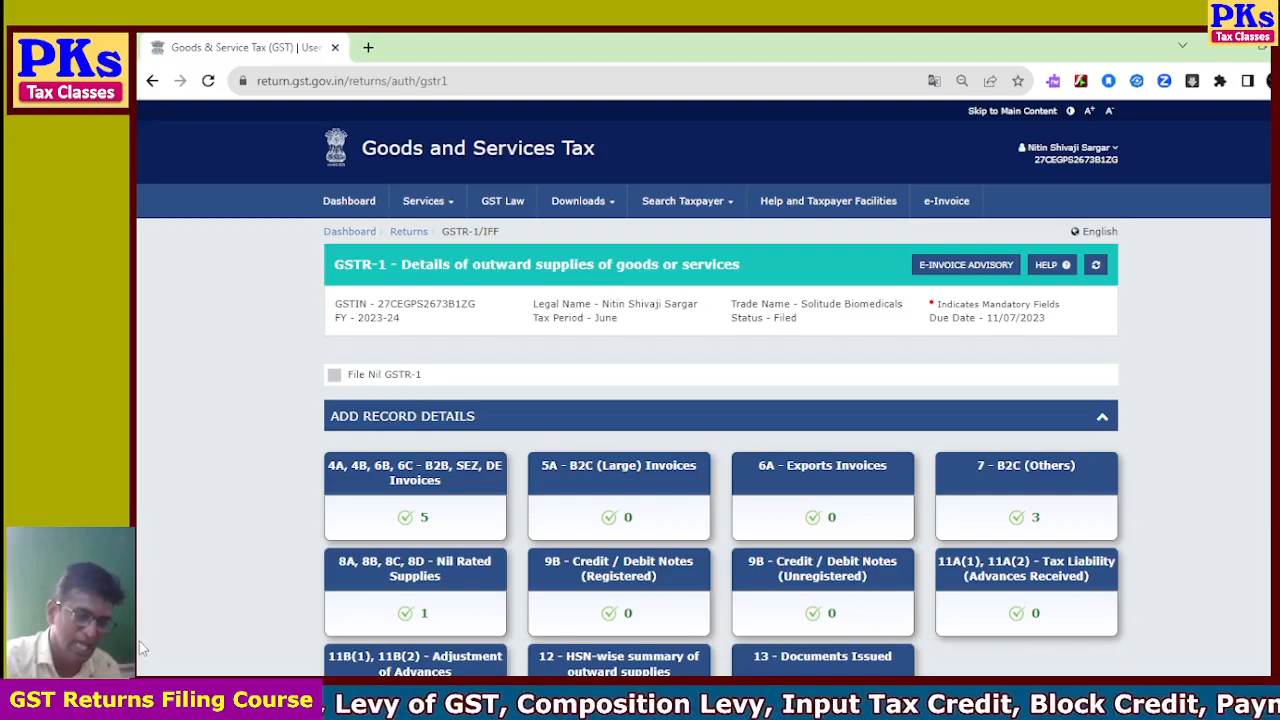 PKs
Tax Classes
PKs
Tax Classes
Goods & Service Tax (GST) | User
return.gst.gov.in/returns/auth/gstr1
Skip to Main Content A+ A-
Goods and Services Tax
Nitin Shivaji Sargar
27CEGPS2673B1ZG
Dashboard Services GST Law Downloads Search Taxpayer Help and Taxpayer Facilities e-Invoice
Dashboard Returns GSTR-1/IFF English
GSTR-1 - Details of outward supplies of goods or services E-INVOICE ADVISORY HELP
GSTIN - 27CEGPS2673B1ZG Legal Name - Nitin Shivaji Sargar Trade Name - Solitude Biomedicals * Indicates Mandatory Fields
FY - 2023-24 Tax Period - June Status - Filed Due Date - 11/07/2023
File Nil GSTR-1
ADD RECORD DETAILS
4A, 4B, 6B, 6C - B2B, SEZ, DE
Invoices
5
5A - B2C (Large) Invoices
0
6A - Exports Invoices
0
7 - B2C (Others)
3
8A, 8B, 8C, 8D - Nil Rated
Supplies
1
9B - Credit / Debit Notes
(Registered)
0
9B - Credit / Debit Notes
(Unregistered)
0
11A(1), 11A(2) - Tax Liability
(Advances Received)
0
11B(1), 11B(2) - Adjustment
of Advances
12 - HSN-wise summary of
outward supplies
13 - Documents Issued
GST Returns Filing Course , Levy of GST, Composition Levy, Input Tax Credit, Block Credit, Payn